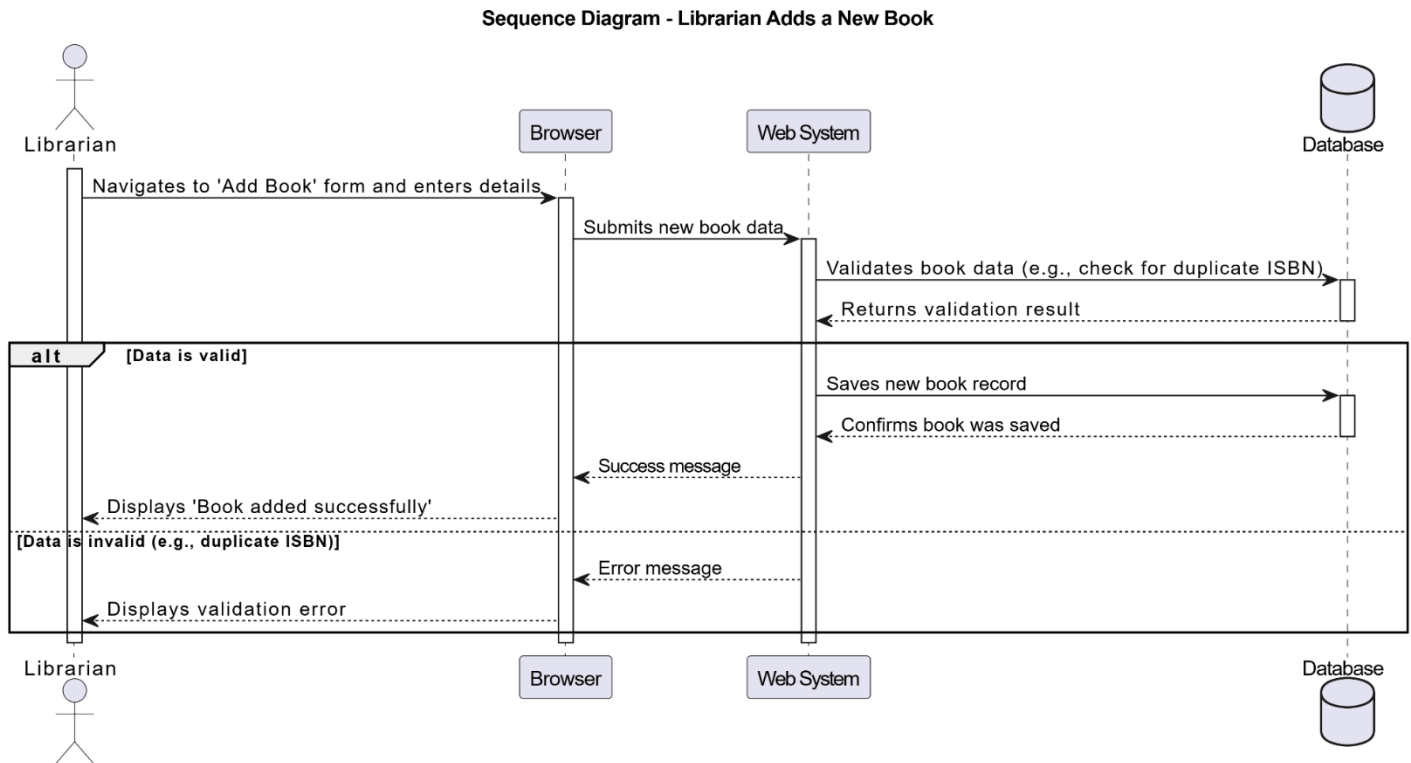 Sequence Diagram - Librarian Adds a New Book
Librarian
Browser
Web System
Database
Navigates to 'Add Book' form and enters details
Submits new book data
Validates book data (e.g., check for duplicate ISBN)
Returns validation result
alt
[Data is valid]
Saves new book record
Confirms book was saved
Success message
Displays 'Book added successfully'
[Data is invalid (e.g., duplicate ISBN)]
Error message
Displays validation error
Librarian
Browser
Web System
Database